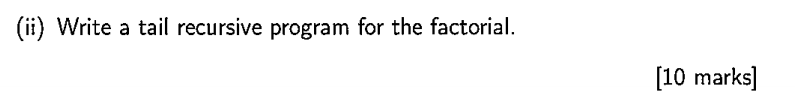 (ii) Write a tail recursive program for the factorial.
[10 marks]